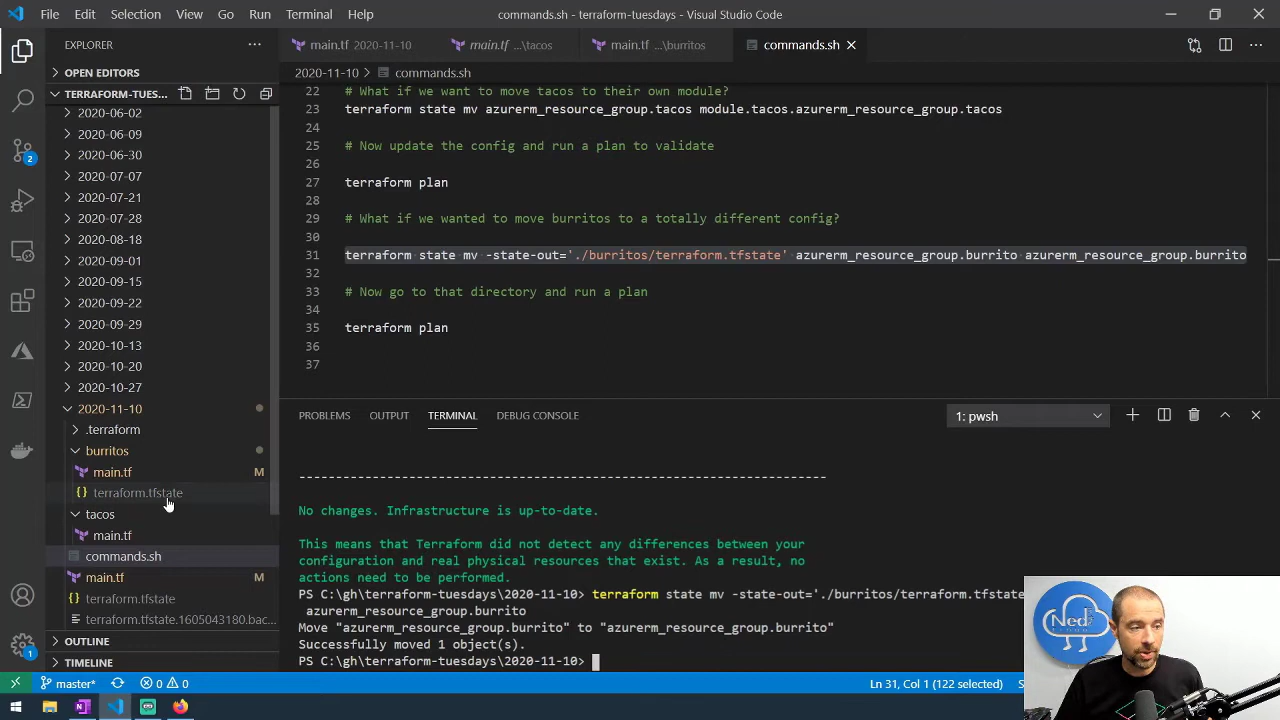 File Edit Selection View Go Run Terminal Help
commands.sh - terraform-tuesdays - Visual Studio Code
EXPLORER
main.tf 2020-11-10
main.tf ...\tacos
main.tf ...\burritos
commands.sh
OPEN EDITORS
2020-11-10 > commands.sh
TERRAFORM-TUES...
2020-06-02
2020-06-09
2020-06-30
2020-07-07
2020-07-21
2020-07-28
2020-08-18
2020-09-01
2020-09-15
2020-09-22
2020-09-29
2020-10-13
2020-10-20
2020-10-27
2020-11-10
.terraform
burritos
main.tf M
terraform.tfstate
tacos
main.tf
commands.sh
main.tf M
terraform.tfstate
terraform.tfstate.1605043180.bac...
OUTLINE
TIMELINE
2
1
22 # What if we want to move tacos to their own module?
23 terraform state mv azurerm_resource_group.tacos module.tacos.azurerm_resource_group.tacos
24
25 # Now update the config and run a plan to validate
26
27 terraform plan
28
29 # What if we wanted to move burritos to a totally different config?
30
31 terraform state mv -state-out='./burritos/terraform.tfstate' azurerm_resource_group.burrito azurerm_resource_group.burrito
32
33 # Now go to that directory and run a plan
34
35 terraform plan
36
37
PROBLEMS OUTPUT TERMINAL DEBUG CONSOLE
1: pwsh
------------------------------------------------------------------------
No changes. Infrastructure is up-to-date.
This means that Terraform did not detect any differences between your
configuration and real physical resources that exist. As a result, no
actions need to be performed.
PS C:\gh\terraform-tuesdays\2020-11-10> terraform state mv -state-out='./burritos/terraform.tfstate
azurerm_resource_group.burrito
Move "azurerm_resource_group.burrito" to "azurerm_resource_group.burrito"
Successfully moved 1 object(s).
PS C:\gh\terraform-tuesdays\2020-11-10>
master*
0 0
Ln 31, Col 1 (122 selected)
Ned